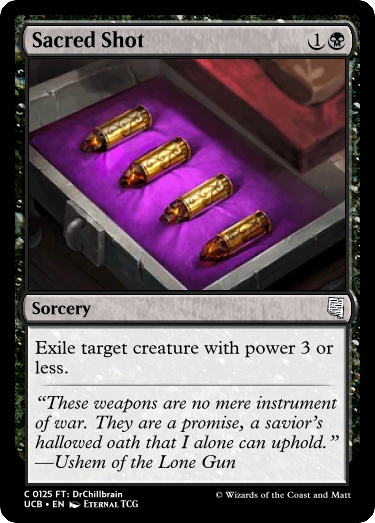 Sacred Shot 1
Sorcery
Exile target creature with power 3 or
less.
“These weapons are no mere instrument
of war. They are a promise, a savior’s
hallowed oath that I alone can uphold.”
—Ushem of the Lone Gun
C 0125 FT: DrChillbrain
UCB • EN Eternal TCG
© Wizards of the Coast and Matt